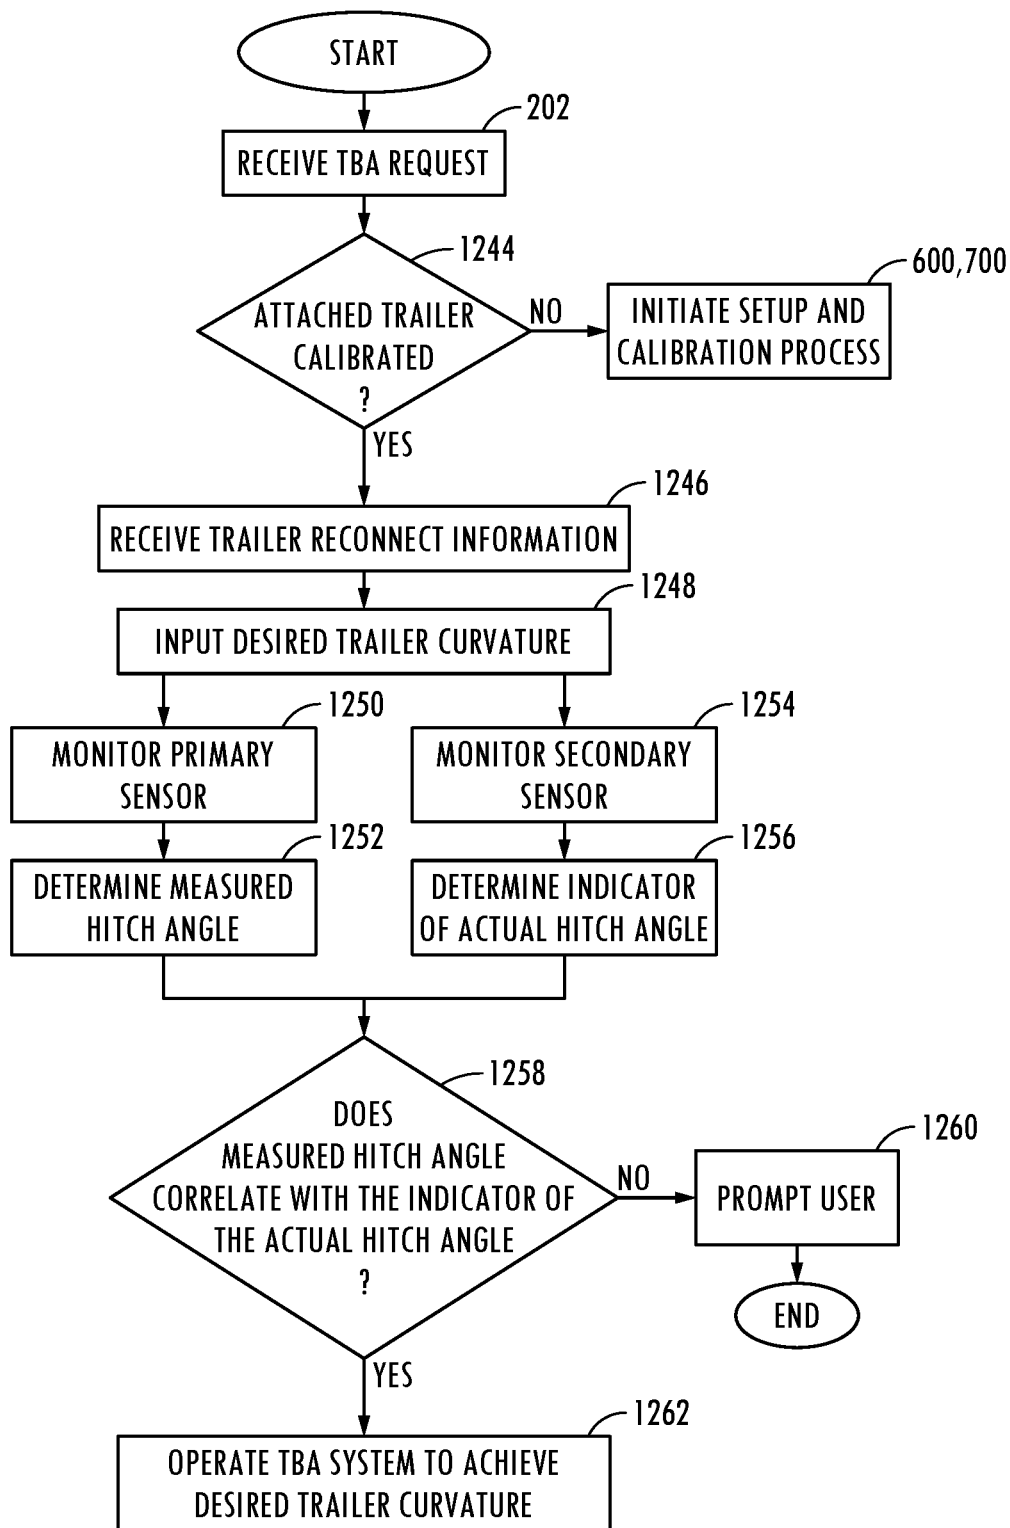 START
202
RECEIVE TBA REQUEST
1244
ATTACHED TRAILER
CALIBRATED
?
NO
600,700
INITIATE SETUP AND
CALIBRATION PROCESS
YES
1246
RECEIVE TRAILER RECONNECT INFORMATION
1248
INPUT DESIRED TRAILER CURVATURE
1250
MONITOR PRIMARY
SENSOR
1254
MONITOR SECONDARY
SENSOR
1252
DETERMINE MEASURED
HITCH ANGLE
1256
DETERMINE INDICATOR
OF ACTUAL HITCH ANGLE
1258
DOES
MEASURED HITCH ANGLE
CORRELATE WITH THE INDICATOR OF
THE ACTUAL HITCH ANGLE
?
NO
1260
PROMPT USER
END
YES
1262
OPERATE TBA SYSTEM TO ACHIEVE
DESIRED TRAILER CURVATURE